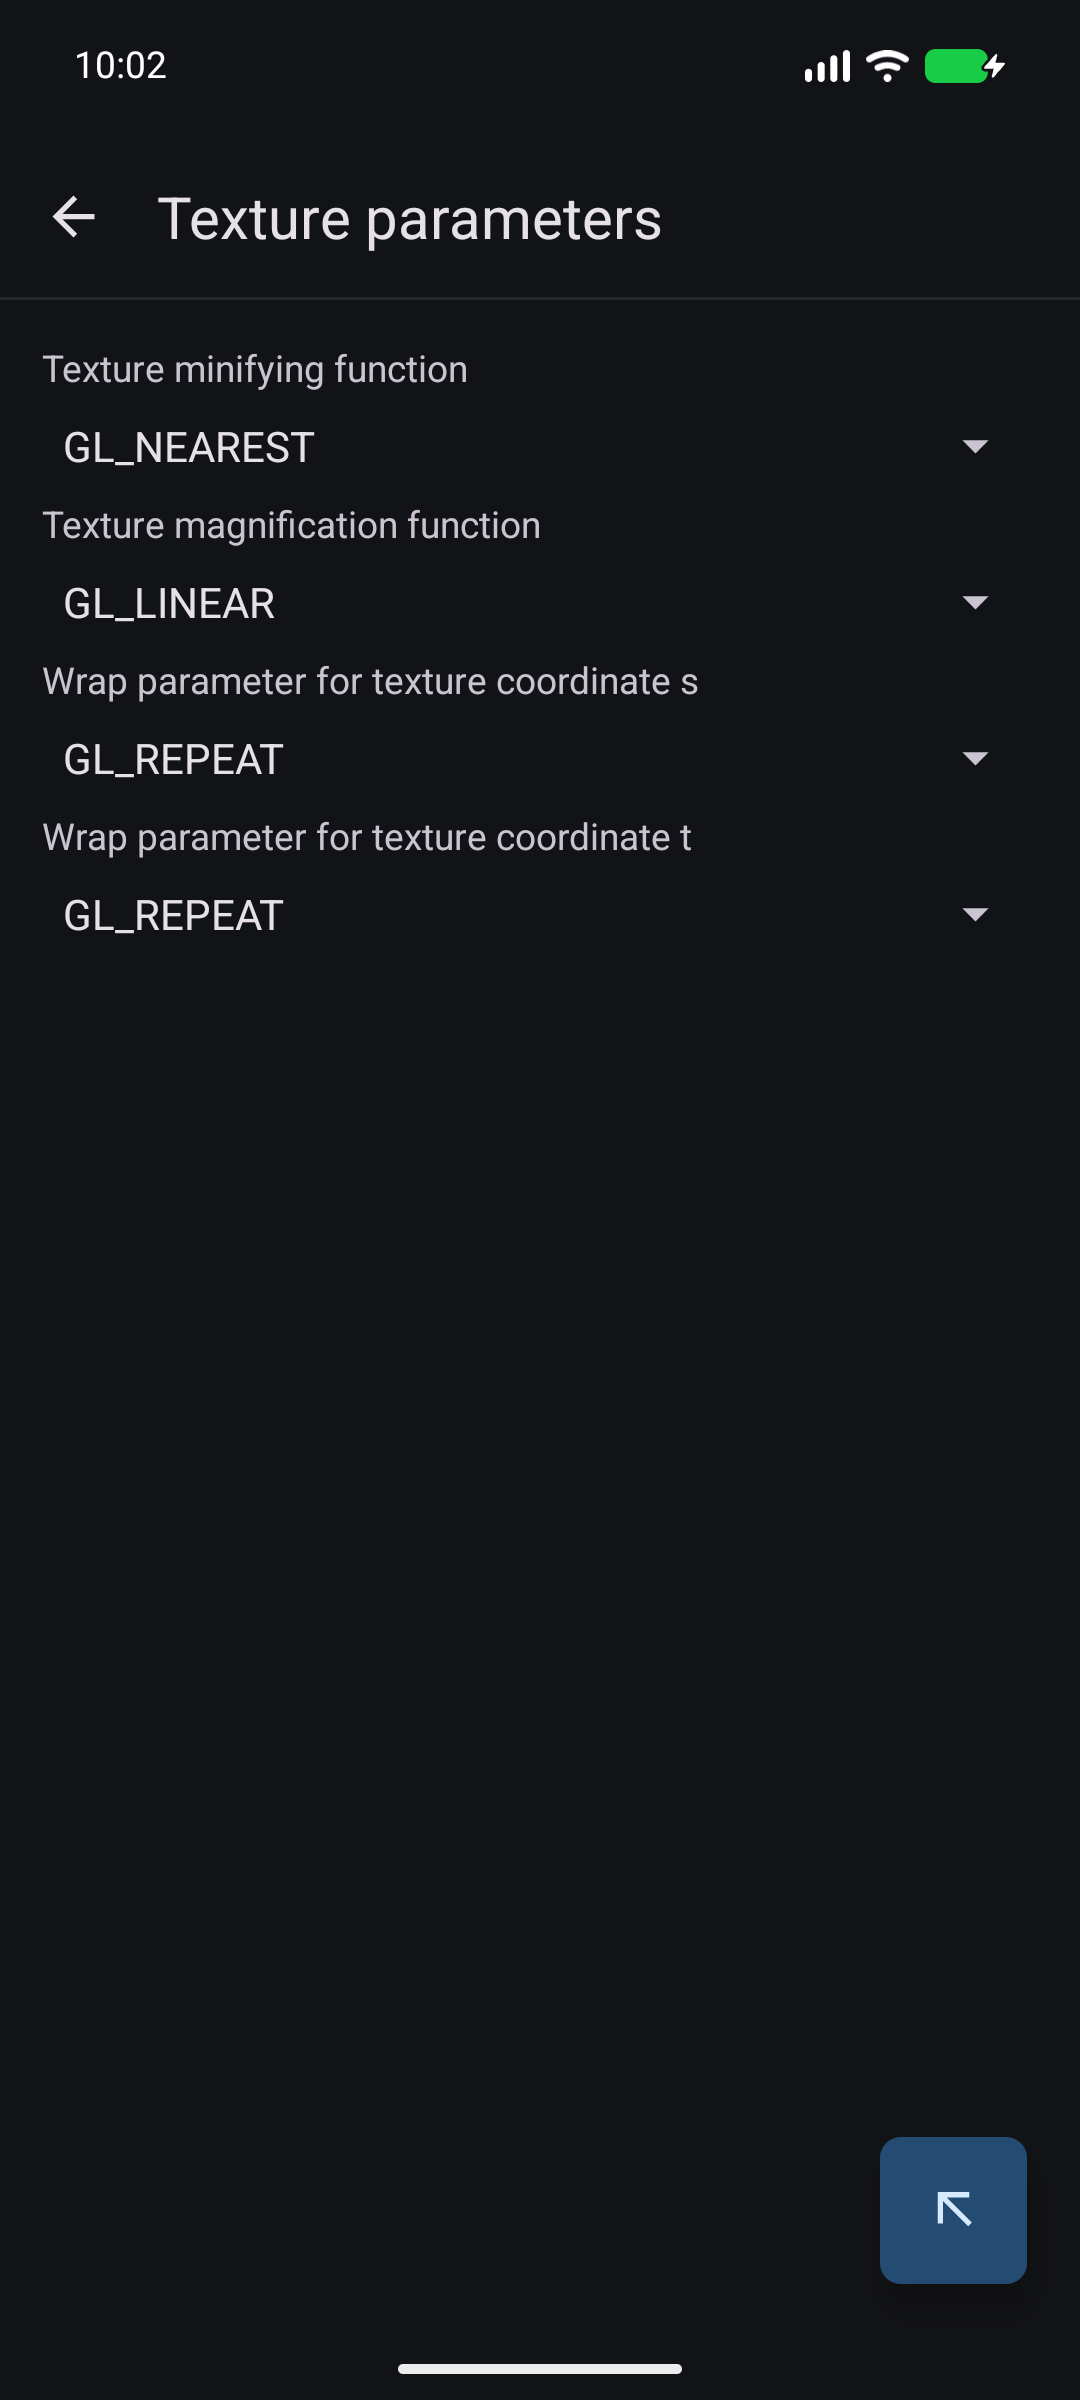 10:02
Texture parameters
Texture minifying function
GL_NEAREST
Texture magnification function
GL_LINEAR
Wrap parameter for texture coordinate s
GL_REPEAT
Wrap parameter for texture coordinate t
GL_REPEAT